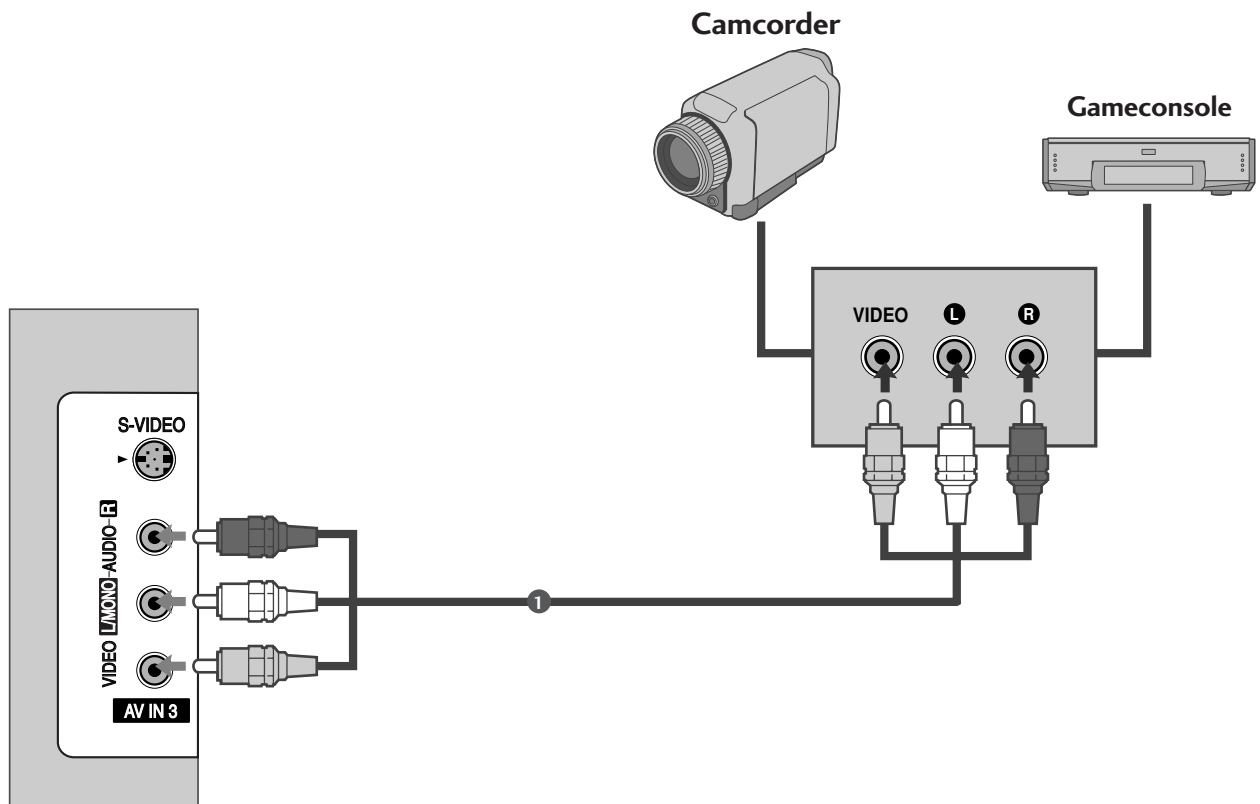 Camcorder
Gameconsole
VIDEO L R
S-VIDEO
VIDEO L/MONO-AUDIO-R
1
AV IN 3